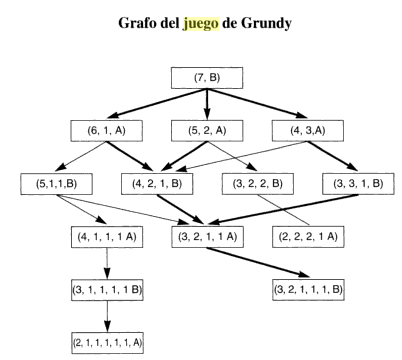 Grafo del juego de Grundy
(7, B)
(6, 1, A)
(5, 2, A)
(4, 3,A)
(5,1,1,B)
(4, 2, 1, B)
(3, 2, 2, B)
(3, 3, 1, B)
(4, 1, 1, 1 A)
(3, 2, 1, 1 A)
(2, 2, 2, 1 A)
(3, 1, 1, 1, 1 B)
(3, 2, 1, 1, 1, B)
(2, 1, 1, 1, 1, 1, A)